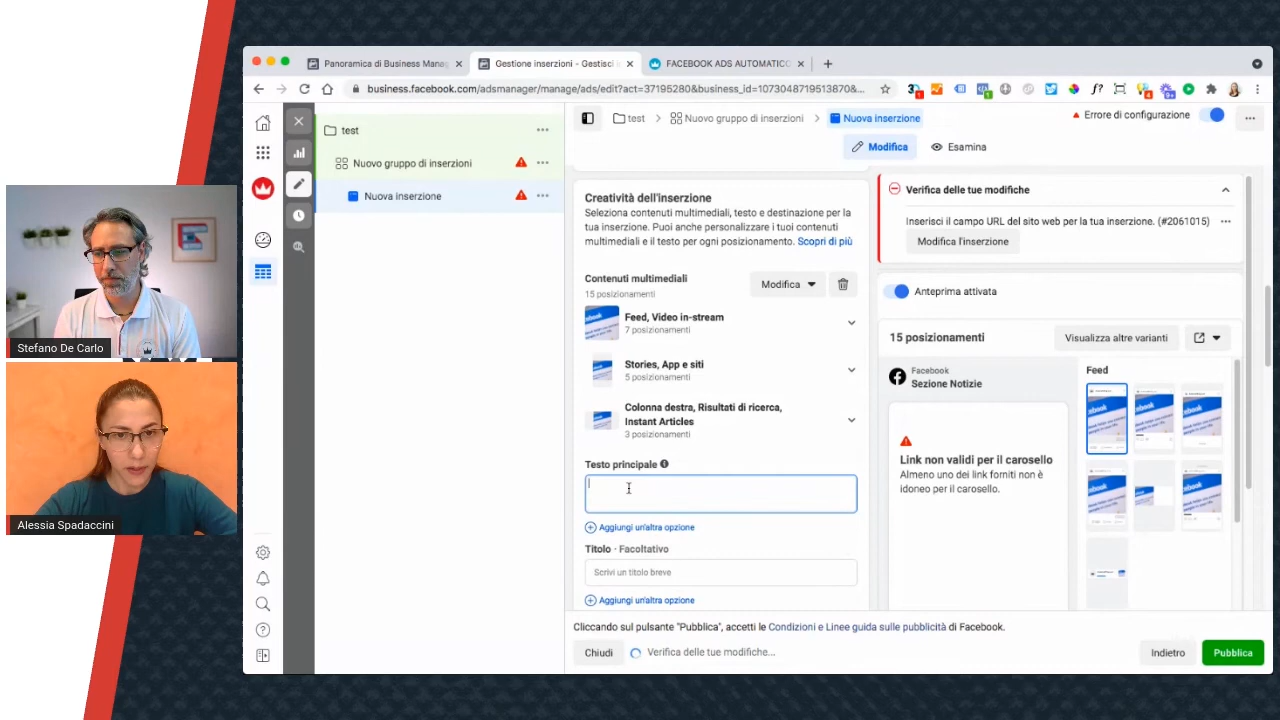 Panoramica di Business Mana
Gestione inserzioni - Gestisci
FACEBOOK ADS AUTOMATICO
business.facebook.com/adsmanager/manage/ads/edit?act=37195280&business_id=10730487195138​70&...
test
Nuovo gruppo di inserzioni
Nuova inserzione
test > Nuovo gruppo di inserzioni > Nuova inserzione
Errore di configurazione
Modifica
Esamina
Creatività dell'inserzione
Seleziona contenuti multimediali, testo e destinazione per la
tua inserzione. Puoi anche personalizzare i tuoi contenuti
multimediali e il testo per ogni posizionamento. Scopri di più
Contenuti multimediali
15 posizionamenti
Modifica
Feed, Video in-stream
7 posizionamenti
Stories, App e siti
5 posizionamenti
Colonna destra, Risultati di ricerca,
Instant Articles
3 posizionamenti
Testo principale
Aggiungi un'altra opzione
Titolo · Facoltativo
Scrivi un titolo breve
Aggiungi un'altra opzione
Verifica delle tue modifiche
Inserisci il campo URL del sito web per la tua inserzione. (#2061015)
Modifica l'inserzione
Anteprima attivata
15 posizionamenti
Visualizza altre varianti
Facebook
Sezione Notizie
Feed
Link non validi per il carosello
Almeno uno dei link forniti non è
idoneo per il carosello.
Cliccando sul pulsante "Pubblica", accetti le Condizioni e Linee guida sulle pubblicità di Facebook.
Chiudi
Verifica delle tue modifiche...
Indietro
Pubblica
Stefano De Carlo
Alessia Spadaccini